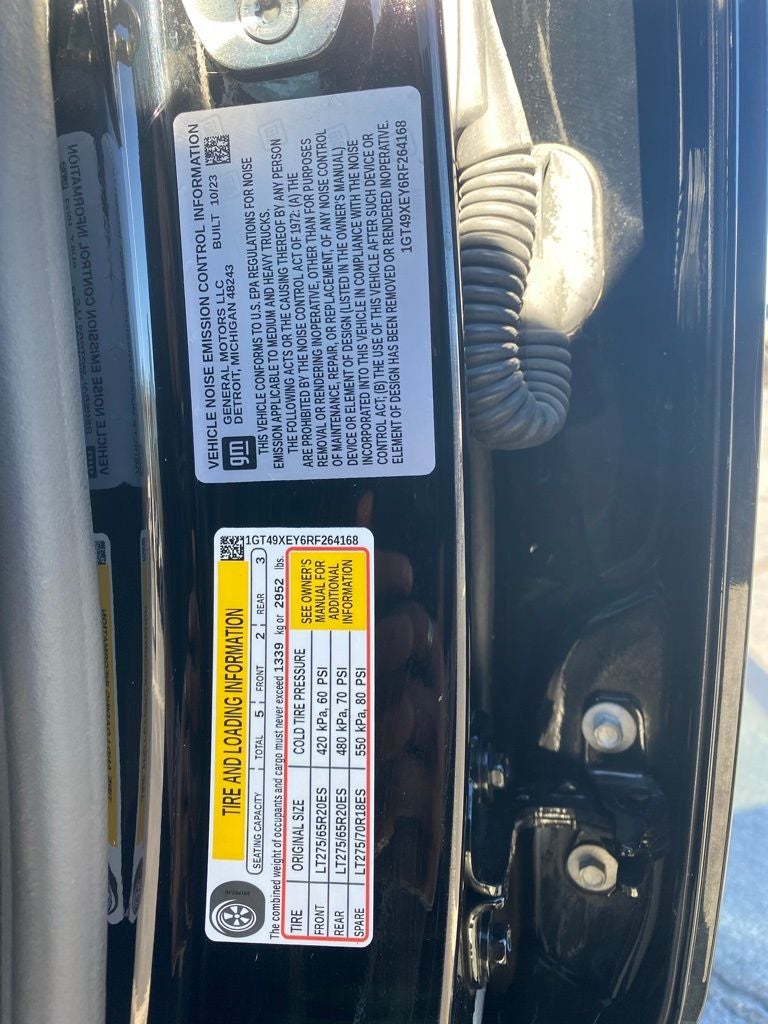 VEHICLE NOISE EMISSION CONTROL INFORMATION
gm
GENERAL MOTORS LLC BUILT 10/23
DETROIT, MICHIGAN 48243
THIS VEHICLE CONFORMS TO U.S. EPA REGULATIONS FOR NOISE
EMISSION APPLICABLE TO MEDIUM AND HEAVY TRUCKS.
THE FOLLOWING ACTS OR THE CAUSING THEREOF BY ANY PERSON
ARE PROHIBITED BY THE NOISE CONTROL ACT OF 1972: (A) THE
REMOVAL OR RENDERING INOPERATIVE, OTHER THAN FOR PURPOSES
OF MAINTENANCE, REPAIR, OR REPLACEMENT, OF ANY NOISE CONTROL
DEVICE OR ELEMENT OF DESIGN (LISTED IN THE OWNER'S MANUAL)
INCORPORATED INTO THIS VEHICLE IN COMPLIANCE WITH THE NOISE
CONTROL ACT; (B) THE USE OF THIS VEHICLE AFTER SUCH DEVICE OR
ELEMENT OF DESIGN HAS BEEN REMOVED OR RENDERED INOPERATIVE.
1GT49XEY6RF264168
TIRE AND LOADING INFORMATION
1GT49XEY6RF264168
SEATING CAPACITY TOTAL 5 FRONT 2 REAR 3
The combined weight of occupants and cargo must never exceed 1339 kg or 2952 lbs.
TIRE ORIGINAL SIZE COLD TIRE PRESSURE
FRONT LT275/65R20ES 420 kPa, 60 PSI
REAR LT275/65R20ES 480 kPa, 70 PSI
SPARE LT275/70R18ES 550 kPa, 80 PSI
SEE OWNER'S
MANUAL FOR
ADDITIONAL
INFORMATION